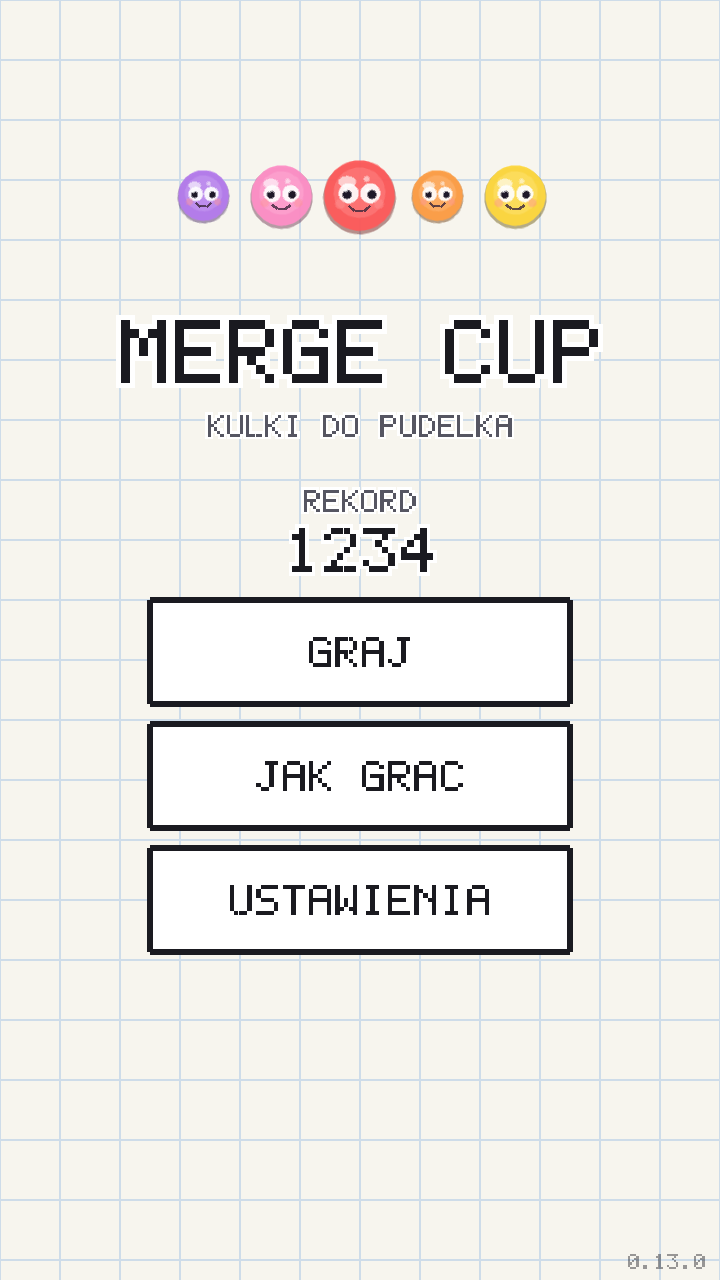 MERGE CUP
KULKI DO PUDELKA
REKORD
1234
GRAJ
JAK GRAC
USTAWIENIA
0.13.0